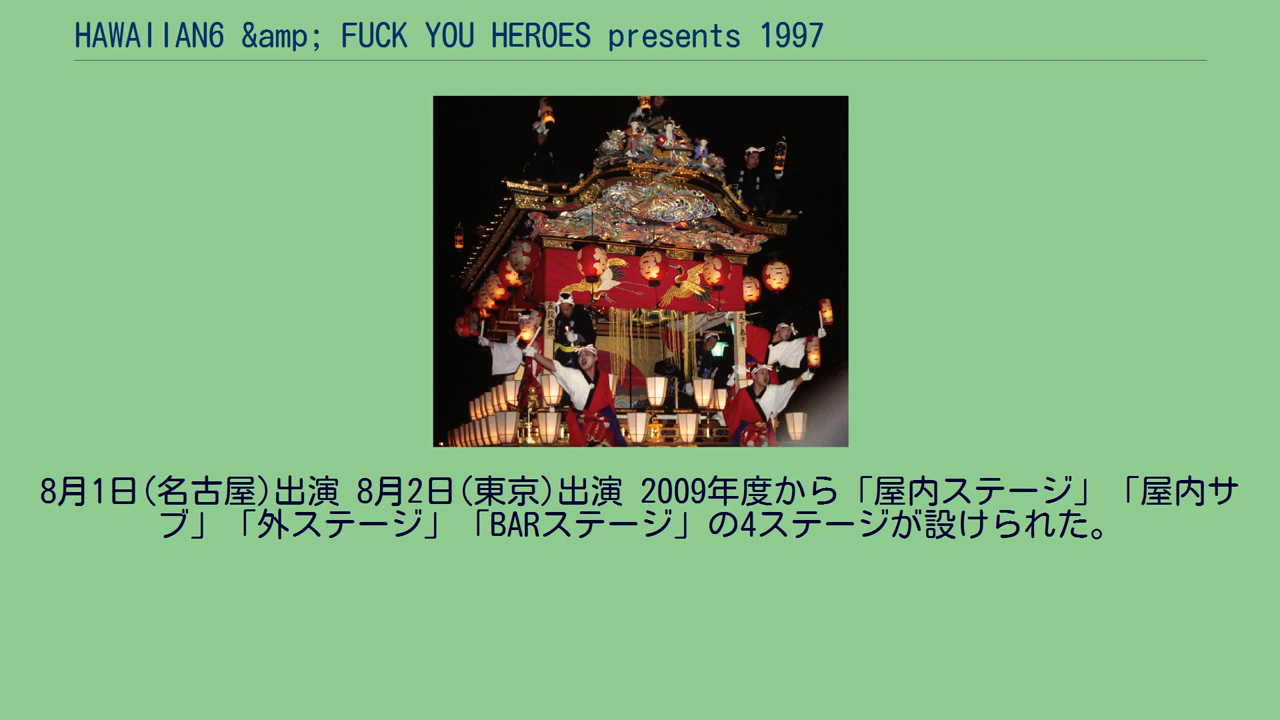 HAWAIIAN6 &amp; FUCK YOU HEROES presents 1997
8月1日(名古屋)出演 8月2日(東京)出演 2009年度から「屋内ステージ」「屋内サ
ブ」「外ステージ」「BARステージ」の4ステージが設けられた。